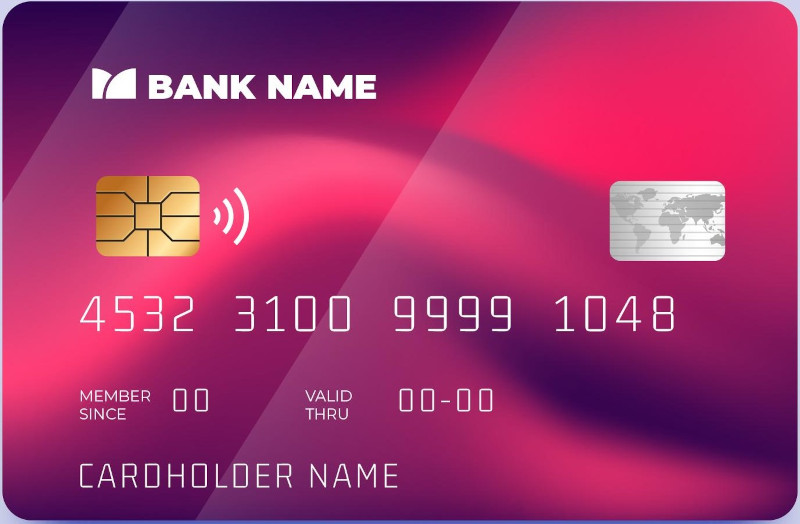 BANK NAME
4532 3100 9999 1048
MEMBER SINCE 00 VALID THRU 00-00
CARDHOLDER NAME